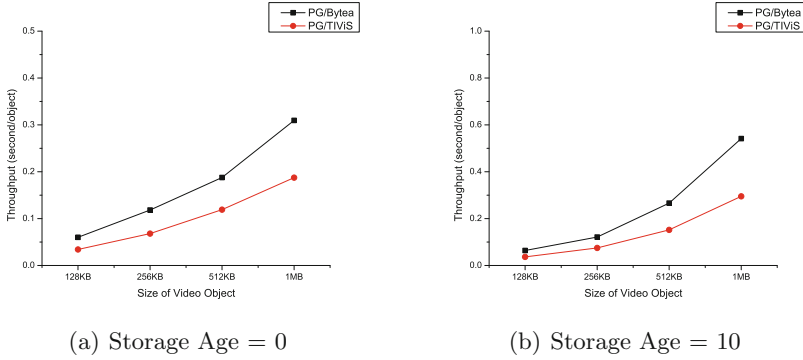 PG/Bytea
PG/TIViS
0.5
0.4
0.3
0.2
0.1
0.0
Throughput (second/object)
128KB
256KB
512KB
1MB
Size of Video Object
(a) Storage Age = 0
PG/Bytea
PG/TIViS
1.0
0.8
0.6
0.4
0.2
0.0
Throughput (second/object)
128KB
256KB
512KB
1MB
Size of Video Object
(b) Storage Age = 10